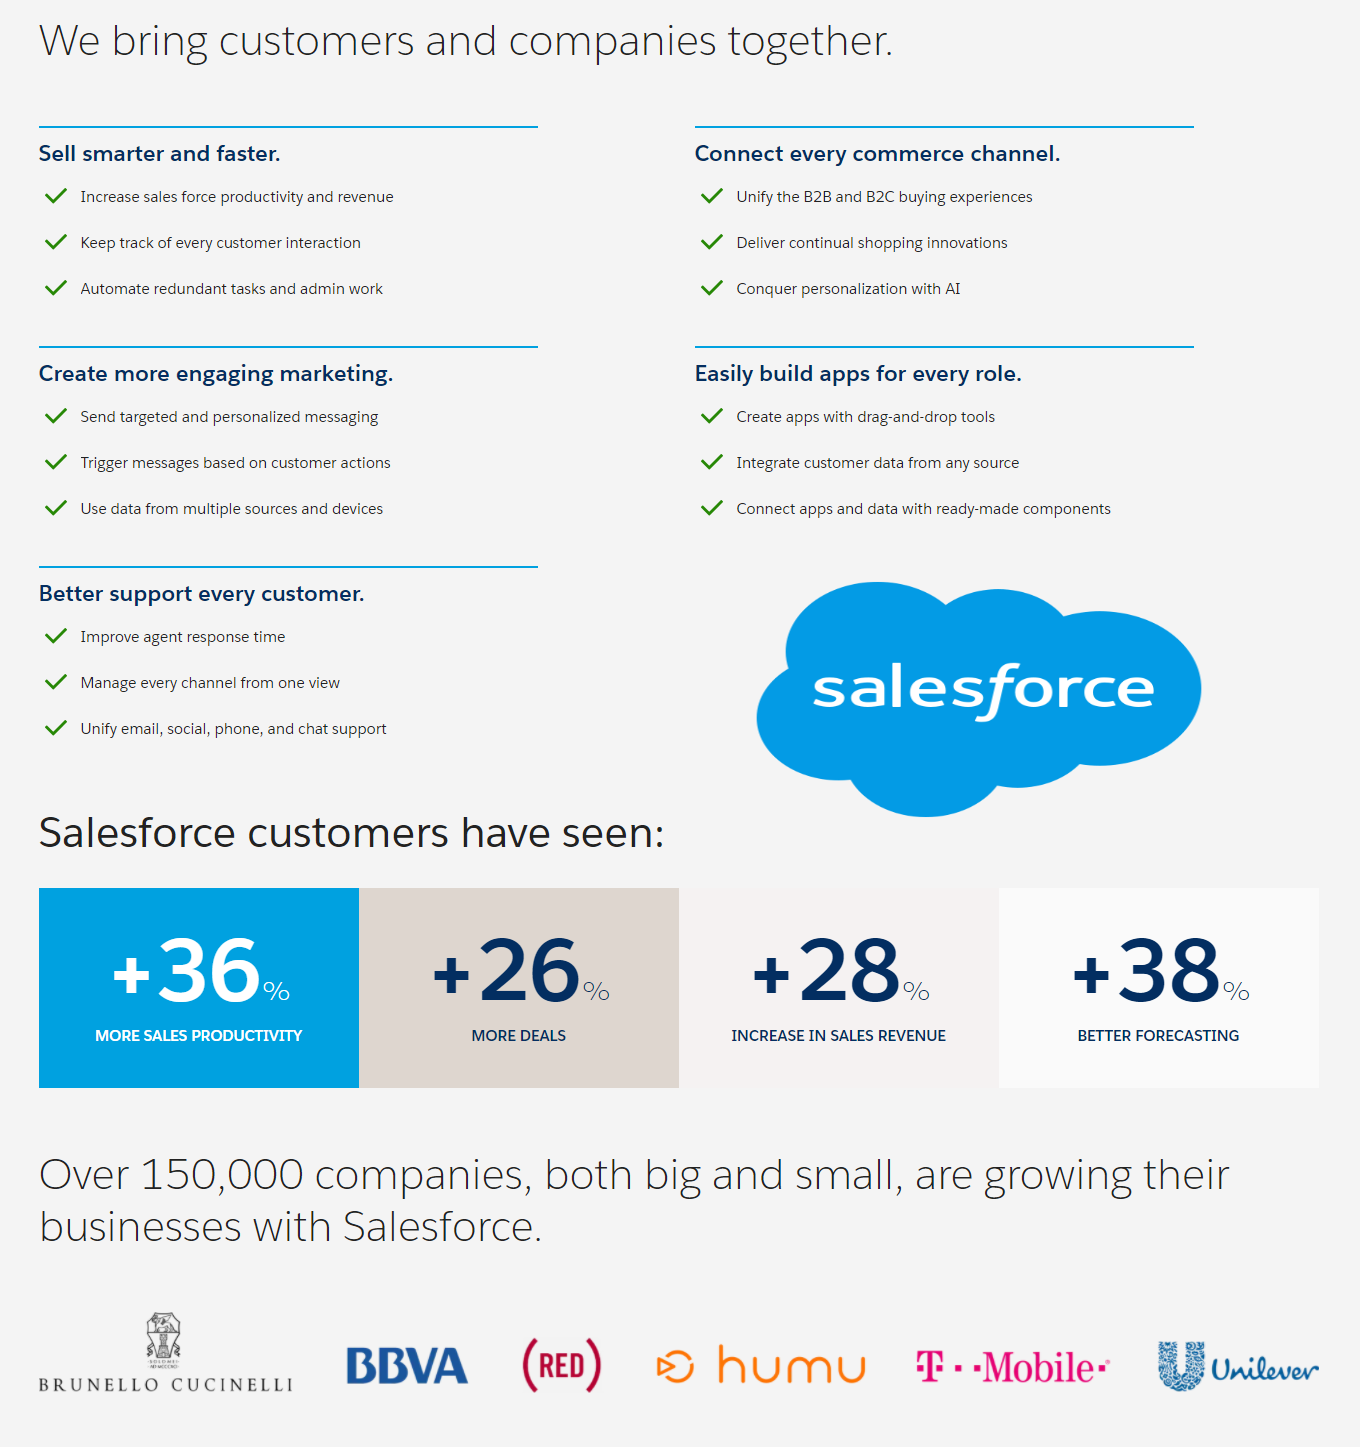 We bring customers and companies together.
Sell smarter and faster.
Increase sales force productivity and revenue
Keep track of every customer interaction
Automate redundant tasks and admin work
Connect every commerce channel.
Unify the B2B and B2C buying experiences
Deliver continual shopping innovations
Conquer personalization with AI
Create more engaging marketing.
Send targeted and personalized messaging
Trigger messages based on customer actions
Use data from multiple sources and devices
Easily build apps for every role.
Create apps with drag-and-drop tools
Integrate customer data from any source
Connect apps and data with ready-made components
Better support every customer.
Improve agent response time
Manage every channel from one view
Unify email, social, phone, and chat support
salesforce
Salesforce customers have seen:
+36%
MORE SALES PRODUCTIVITY
+26%
MORE DEALS
+28%
INCREASE IN SALES REVENUE
+38%
BETTER FORECASTING
Over 150,000 companies, both big and small, are growing their
businesses with Salesforce.
BRUNELLO CUCINELLI
BBVA
(RED)
humu
T··Mobile·
Unilever